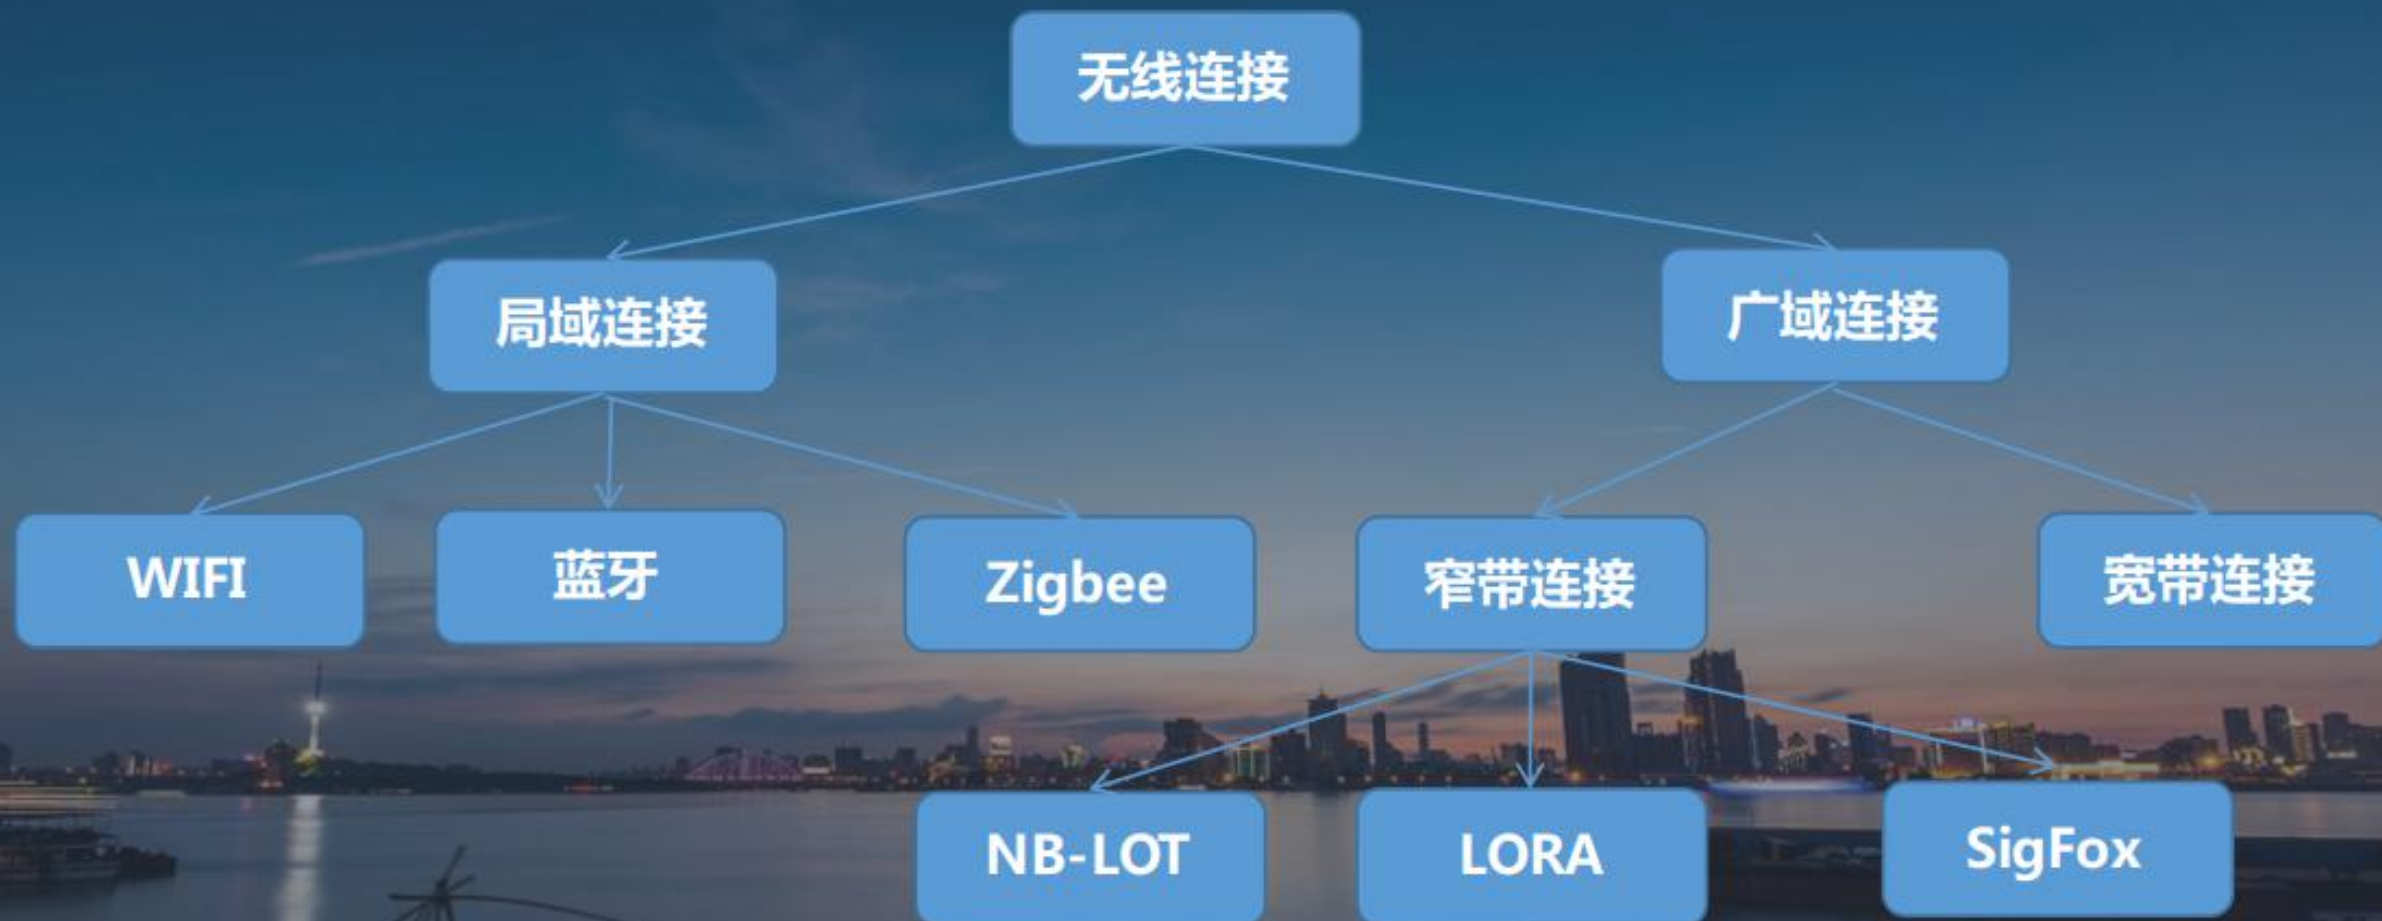 无线连接
局域连接
广域连接
WIFI
蓝牙
Zigbee
窄带连接
宽带连接
NB-LOT
LORA
SigFox